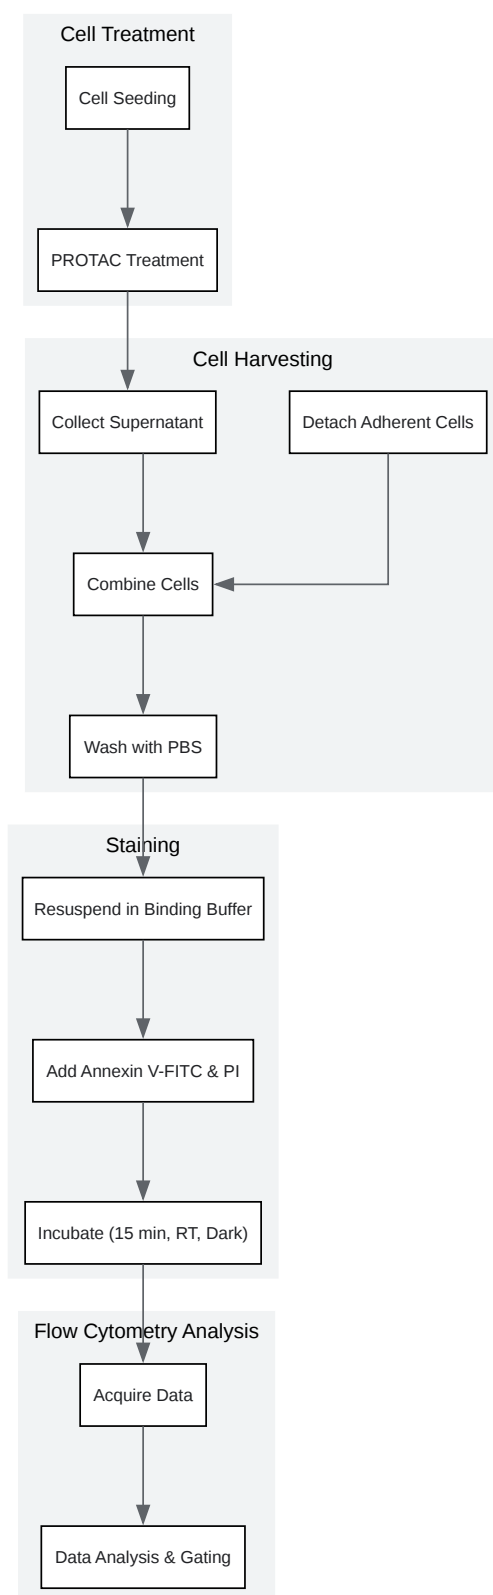 Cell Treatment
Cell Seeding
PROTAC Treatment
Cell Harvesting
Collect Supernatant
Detach Adherent Cells
Combine Cells
Wash with PBS
Staining
Resuspend in Binding Buffer
Add Annexin V-FITC & PI
Incubate (15 min, RT, Dark)
Flow Cytometry Analysis
Acquire Data
Data Analysis & Gating